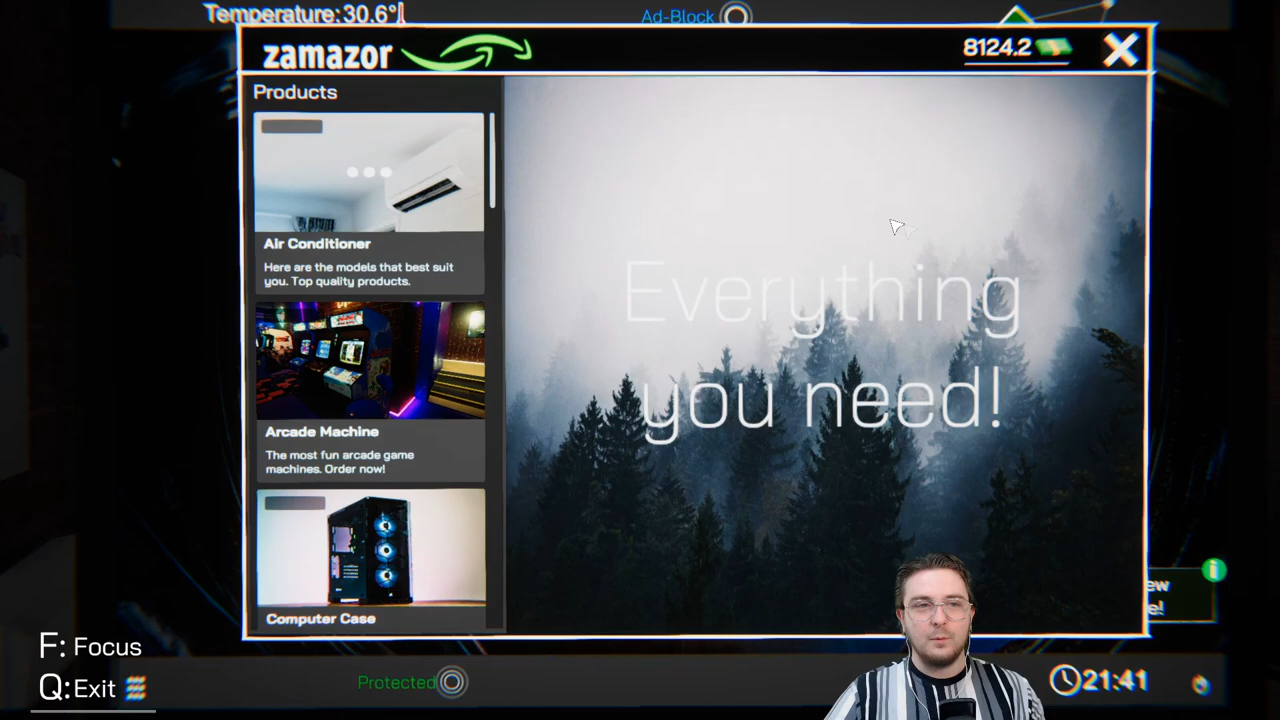 Temperature: 30.6°
Ad-Block
zamazor
8124.2
Products
Air Conditioner
Here are the models that best suit
you. Top quality products.
Arcade Machine
The most fun arcade game
machines. Order now!
Computer Case
Everything
you need!
F: Focus
Q: Exit
Protected
21:41